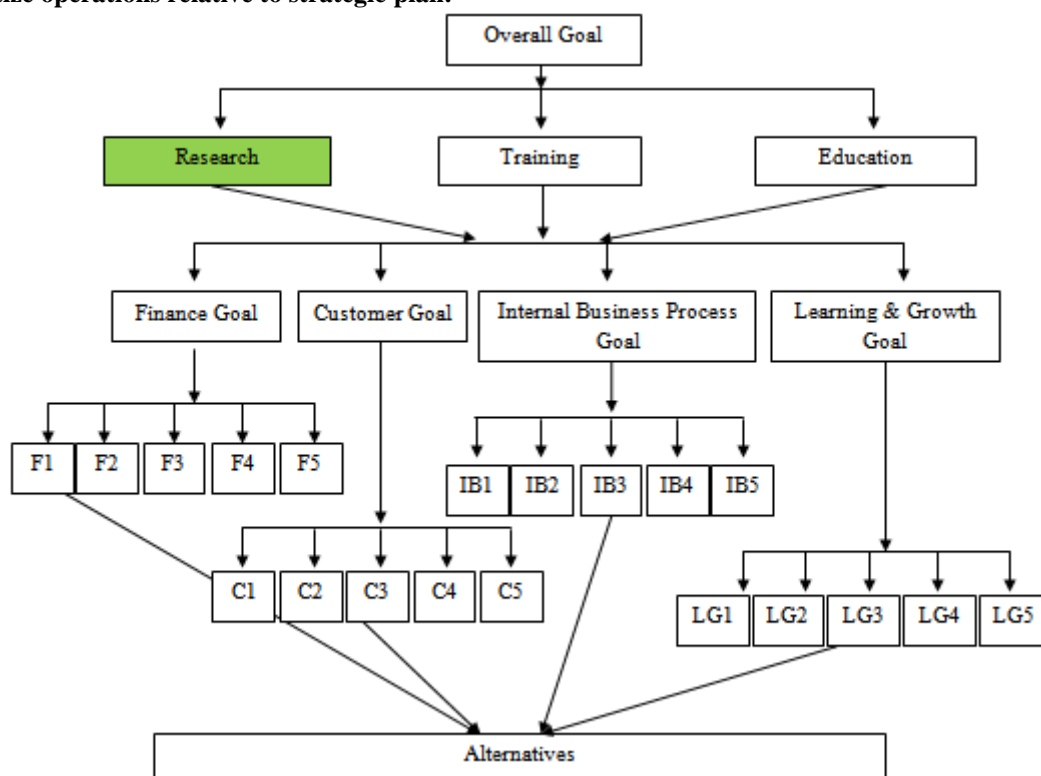 operations relative to strategic plan.
Overall Goal
Research
Training
Education
Finance Goal
Customer Goal
Internal Business Process
Goal
Learning & Growth
Goal
F1
F2
F3
F4
F5
IB1
IB2
IB3
IB4
IB5
C1
C2
C3
C4
C5
LG1
LG2
LG3
LG4
LG5
Alternatives